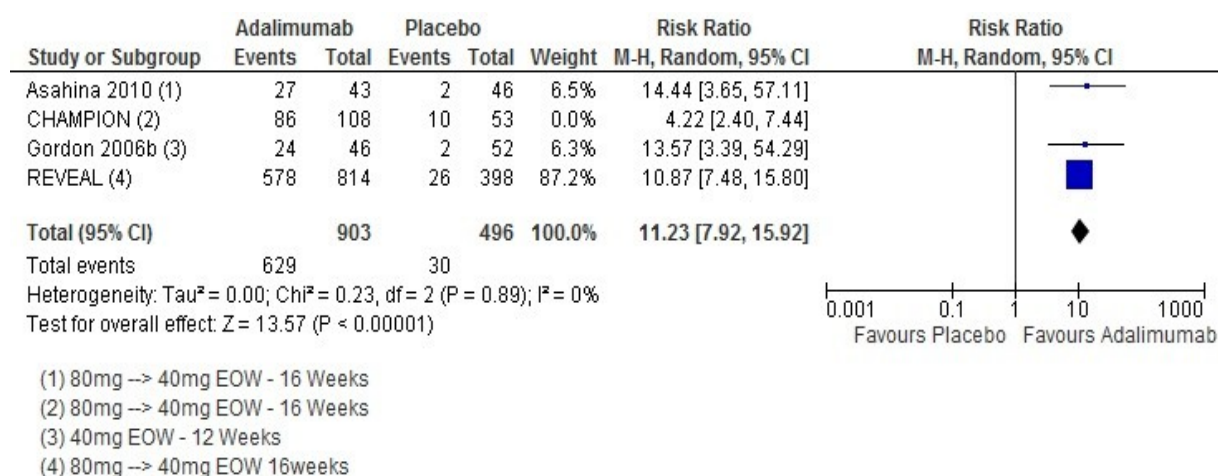 Adalimumab Placebo Risk Ratio Risk Ratio
Study or Subgroup Events Total Events Total Weight M-H, Random, 95% CI M-H, Random, 95% CI
Asahina 2010 (1) 27 43 2 46 6.5% 14.44 [3.65, 57.11]
CHAMPION (2) 86 108 10 53 0.0% 4.22 [2.40, 7.44]
Gordon 2006b (3) 24 46 2 52 6.3% 13.57 [3.39, 54.29]
REVEAL (4) 578 814 26 398 87.2% 10.87 [7.48, 15.80]
Total (95% CI) 903 496 100.0% 11.23 [7.92, 15.92]
Total events 629 30
Heterogeneity: Tau² = 0.00; Chi² = 0.23, df = 2 (P = 0.89); I² = 0%
Test for overall effect: Z = 13.57 (P < 0.00001)
0.001 0.1 1 10 1000
Favours Placebo Favours Adalimumab
(1) 80mg --> 40mg EOW - 16 Weeks
(2) 80mg --> 40mg EOW - 16 Weeks
(3) 40mg EOW - 12 Weeks
(4) 80mg --> 40mg EOW 16weeks